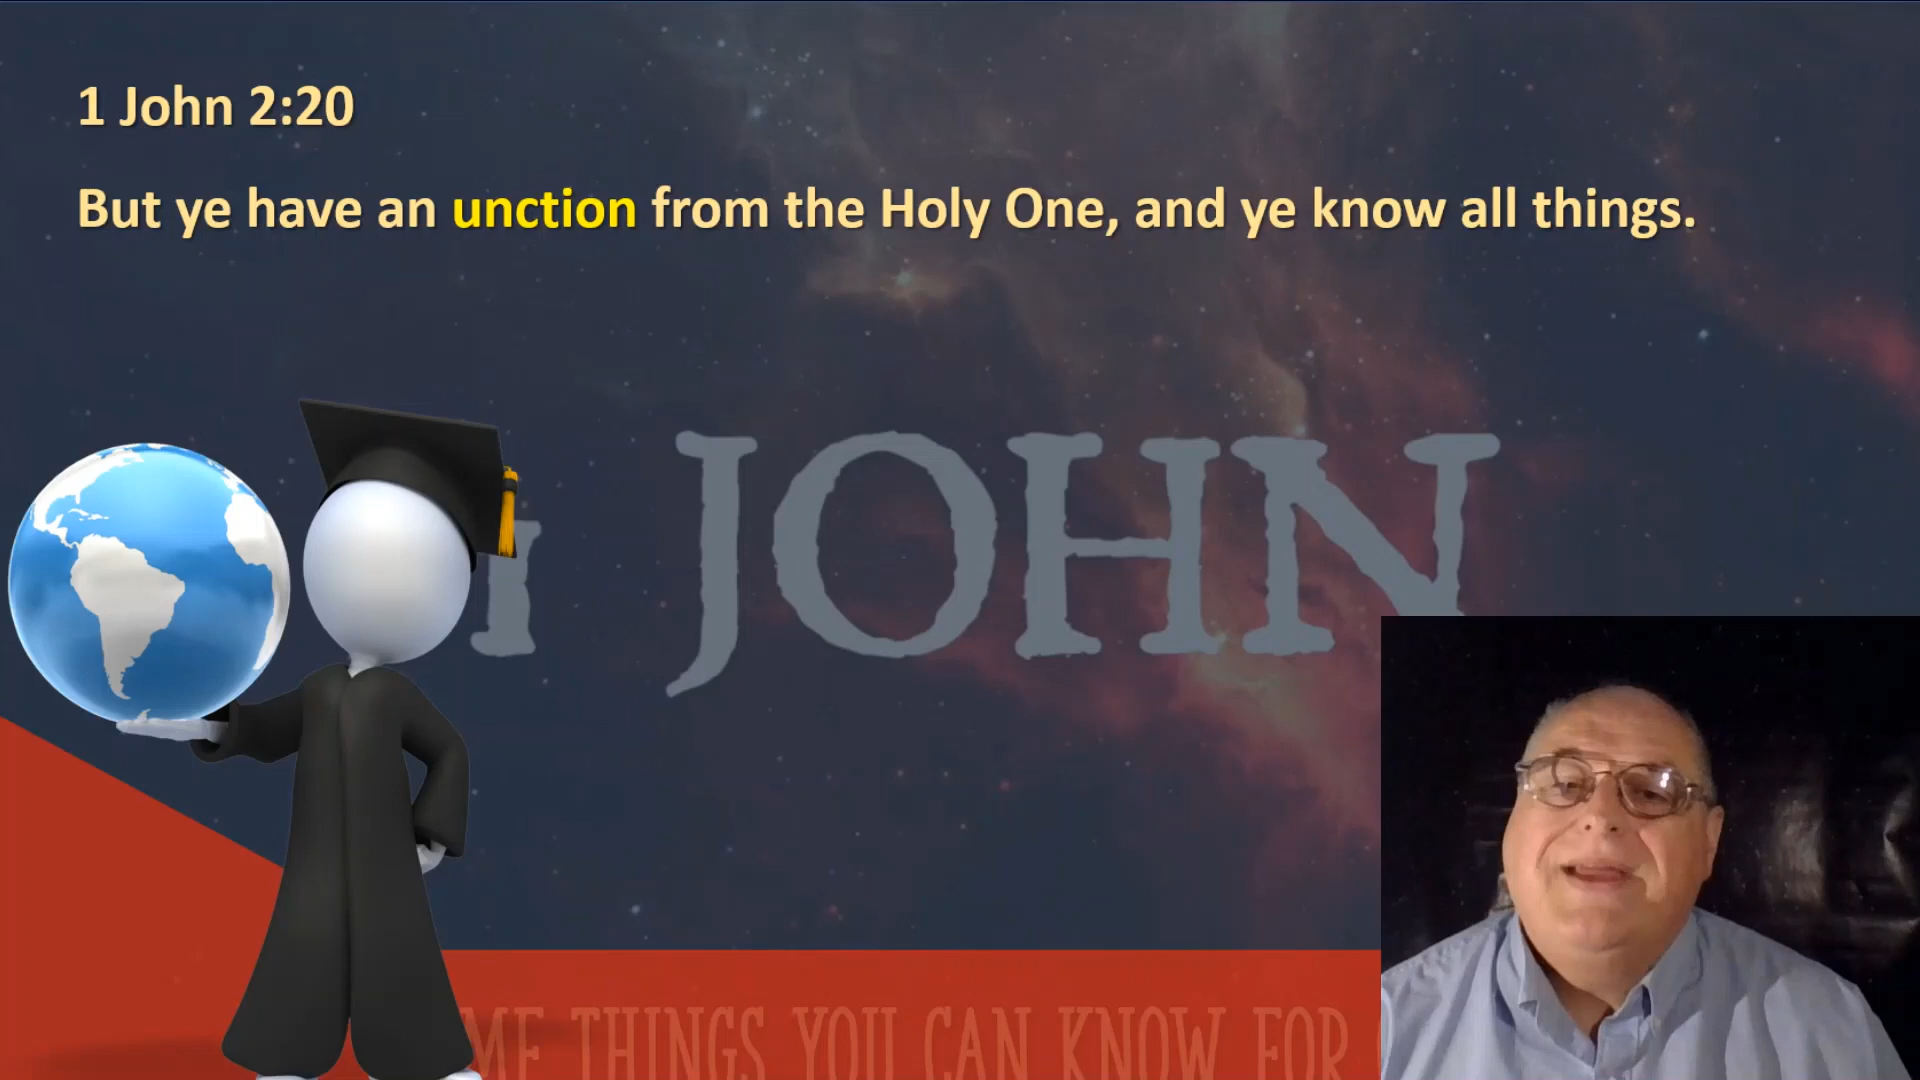 1 John 2:20
But ye have an unction from the Holy One, and ye know all things.
1 JOHN
THINGS YOU CAN KNOW FOR